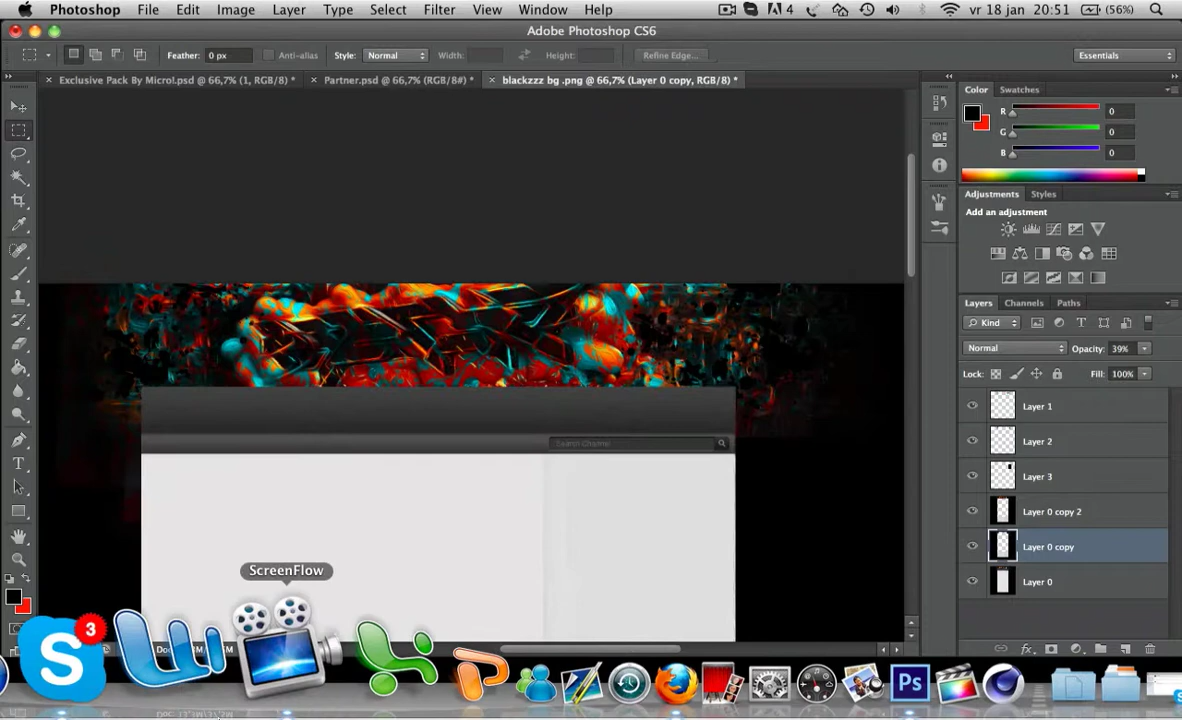 Photoshop File Edit Image Layer Type Select Filter View Window Help 4 vr 18 jan 20:51 (56%)
Adobe Photoshop CS6
Feather: 0 px Anti-alias Style: Normal Width: Height: Refine Edge... Essentials
Exclusive Pack By Micro!.psd @ 66,7% (1, RGB/8) * Partner.psd @ 66,7% (RGB/8#) * blackzzz bg .png @ 66,7% (Layer 0 copy, RGB/8) *
Color Swatches
R 0
G 0
B 0
Adjustments Styles
Add an adjustment
Layers Channels Paths
Kind
Normal Opacity: 39%
Lock: Fill: 100%
Layer 1
Search Channel
Layer 2
Layer 3
Layer 0 copy 2
Layer 0 copy
Layer 0
ScreenFlow
3
Ps